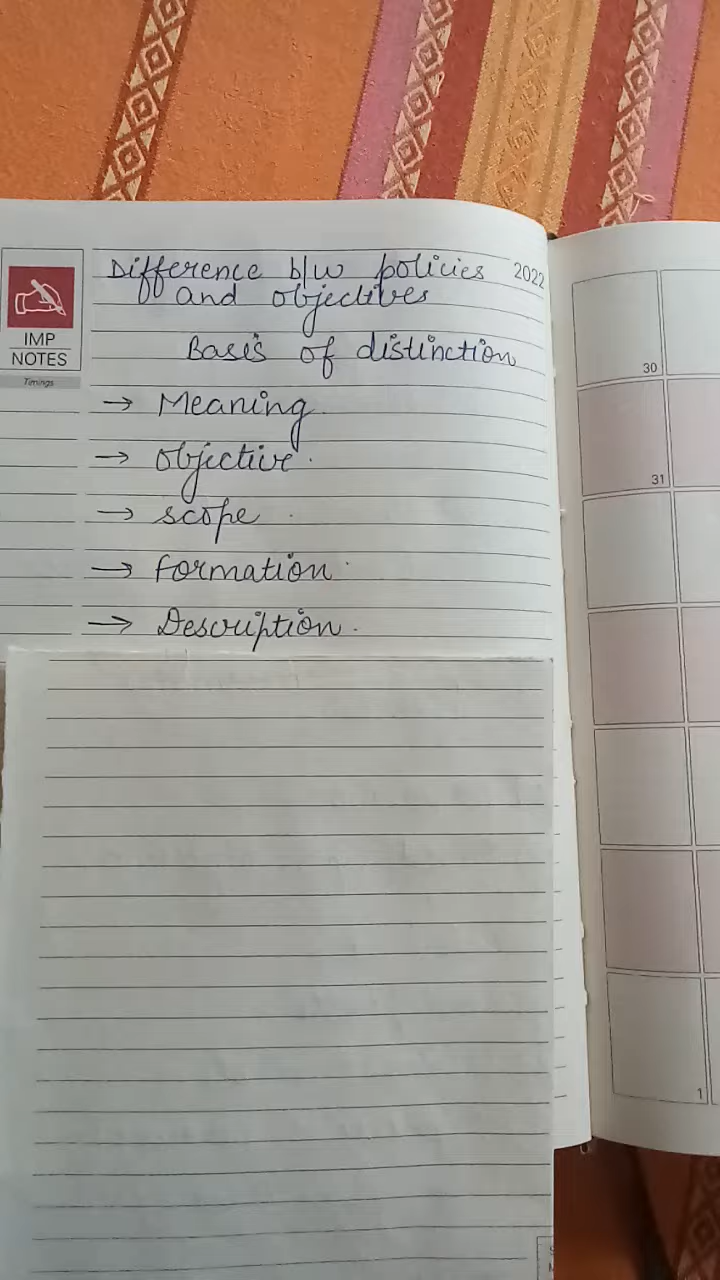 Difference b/w policies 2022
and objectives
IMP
NOTES
Timings
Basis of distinction
→ Meaning.
→ objective.
→ scope.
→ Formation.
→ Description.
30
31
1